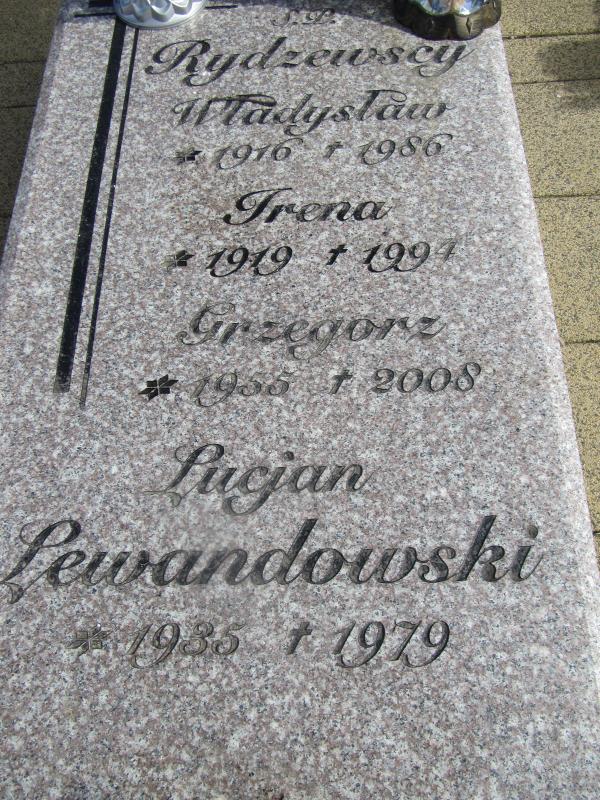 Ś.P.
Rydzewscy
Władysław
* 1916 † 1986
Irena
* 1919 † 1994
Grzegorz
* 1955 † 2008
Lucjan
Lewandowski
* 1935 † 1979